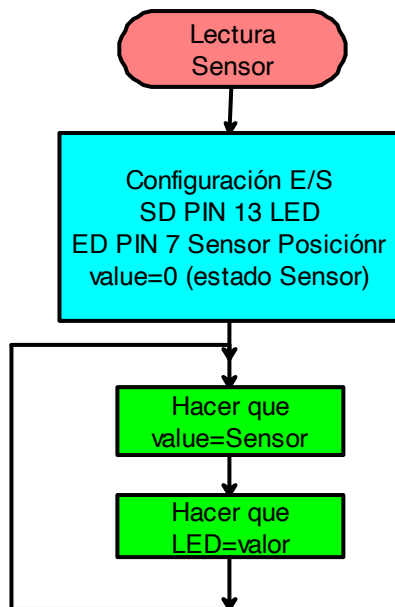 Lectura
Sensor
Configuración E/S
SD PIN 13 LED
ED PIN 7 Sensor Posiciónr
value=0 (estado Sensor)
Hacer que
value=Sensor
Hacer que
LED=valor